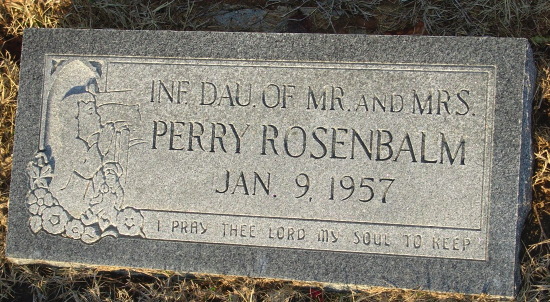 INF. DAU. OF MR. AND MRS.
PERRY ROSENBALM
JAN. 9, 1957
I PRAY THEE LORD MY SOUL TO KEEP